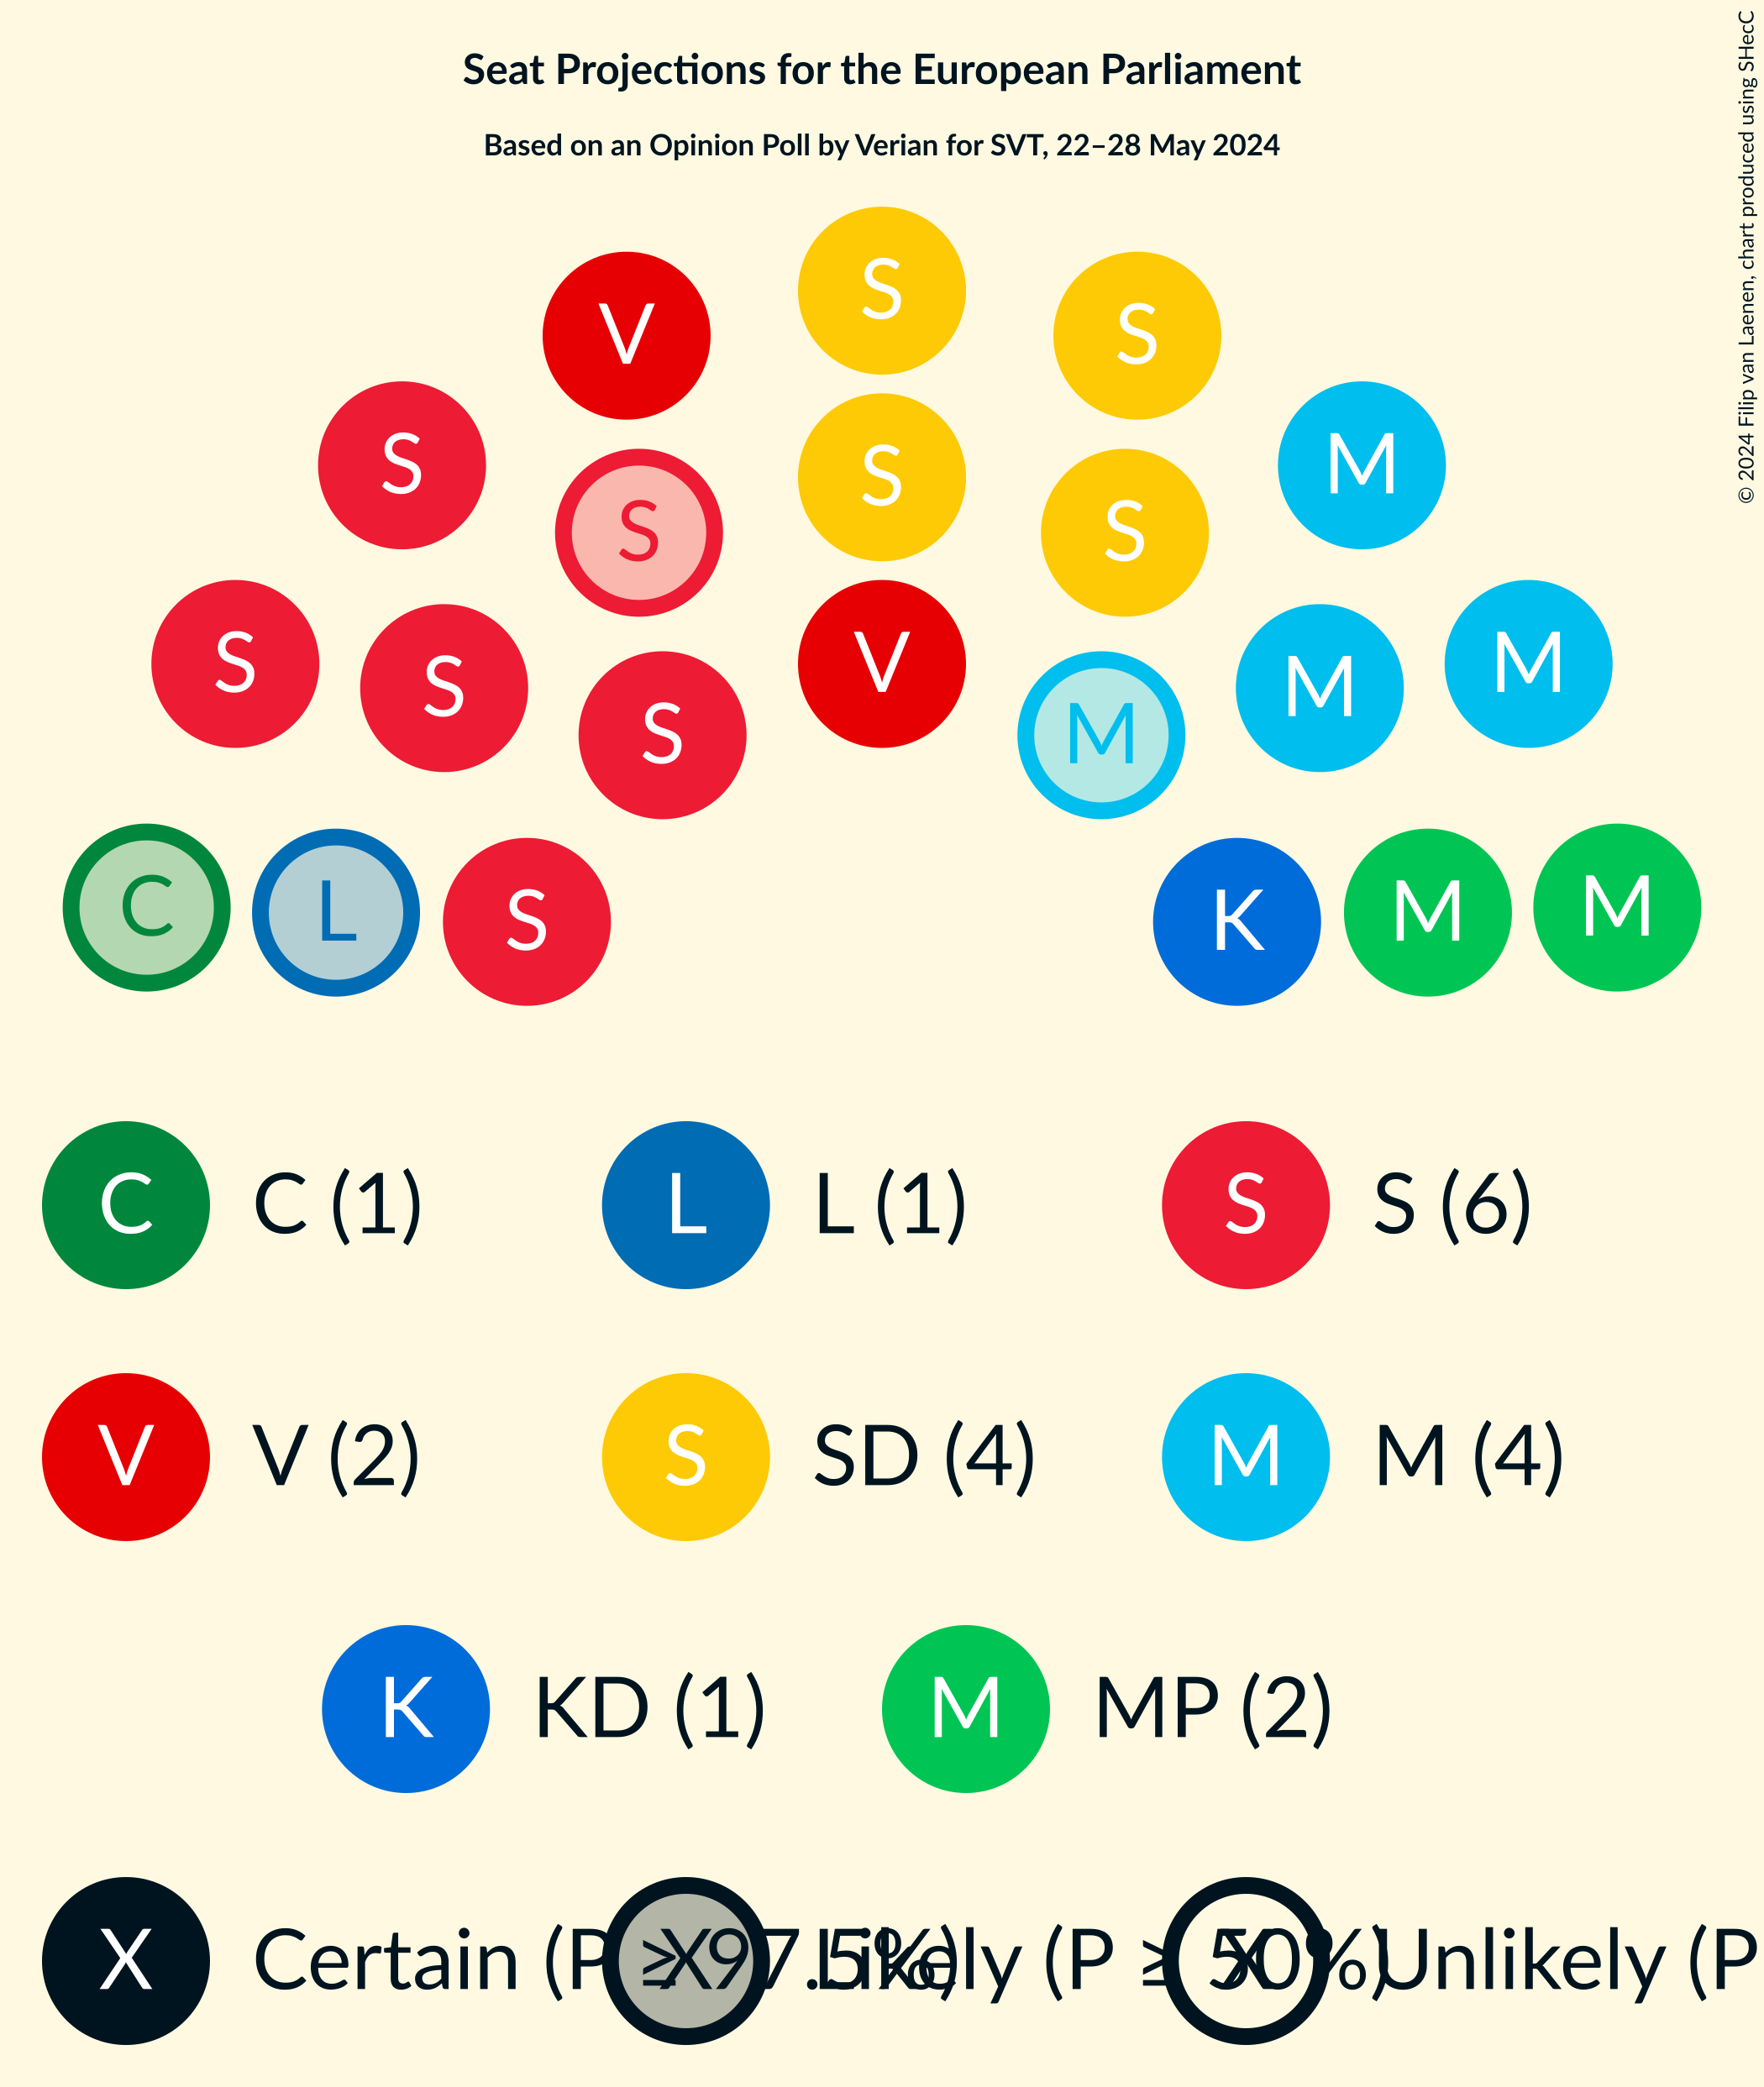 Seat Projections for the European Parliament
Based on an Opinion Poll by Verian for SVT, 22–28 May 2024
© 2024 Filip van Laenen, chart produced using SHecC
S
V S
S M
S
S S
S V M
S M
S M
C L S K M M
C C (1) L L (1) S S (6)
V V (2) S SD (4) M M (4)
K KD (1) M MP (2)
X Certain (P ≥ 97.5%) X Likely (P ≥ 50%) X Unlikely (P